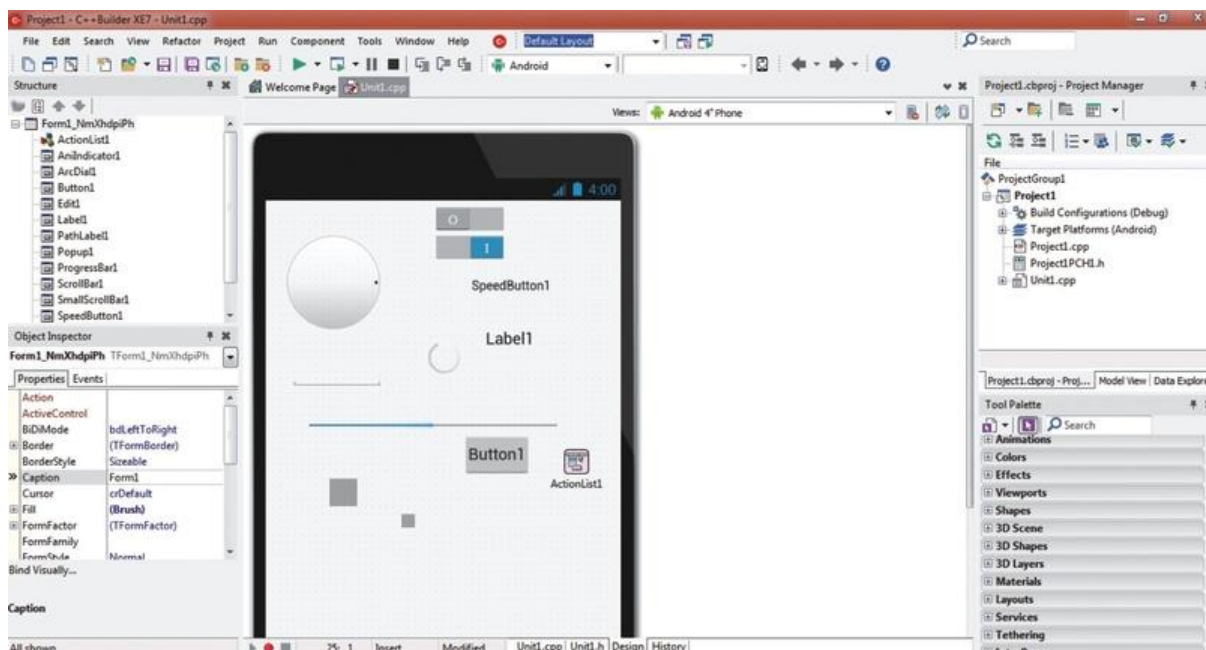 Project1 - C++Builder XE7 - Unit1.cpp
File Edit Search View Refactor Project Run Component Tools Window Help Default Layout Search
Android
Structure
Form1_NmXhdpiPh
ActionList1
AniIndicator1
ArcDial1
Button1
Edit1
Label1
PathLabel1
Popup1
ProgressBar1
ScrollBar1
SmallScrollBar1
SpeedButton1
Object Inspector
Form1_NmXhdpiPh TForm1_NmXhdpiPh
Properties Events
Action
ActiveControl
BiDiMode bdLeftToRight
Border (TFormBorder)
BorderStyle Sizeable
Caption Form1
Cursor crDefault
Fill (Brush)
FormFactor (TFormFactor)
FormFamily
FormStyle Normal
Bind Visually...
Caption
All shown
Welcome Page Unit1.cpp
Views: Android 4" Phone
4:00
O
I
SpeedButton1
Label1
Button1
ActionList1
25: 1 Insert Modified Unit1.cpp Unit1.h Design History
Project1.cbproj - Project Manager
File
ProjectGroup1
Project1
Build Configurations (Debug)
Target Platforms (Android)
Project1.cpp
Project1PCH1.h
Unit1.cpp
Project1.cbproj - Proj... Model View Data Explor
Tool Palette
Search
Animations
Colors
Effects
Viewports
Shapes
3D Scene
3D Shapes
3D Layers
Materials
Layouts
Services
Tethering